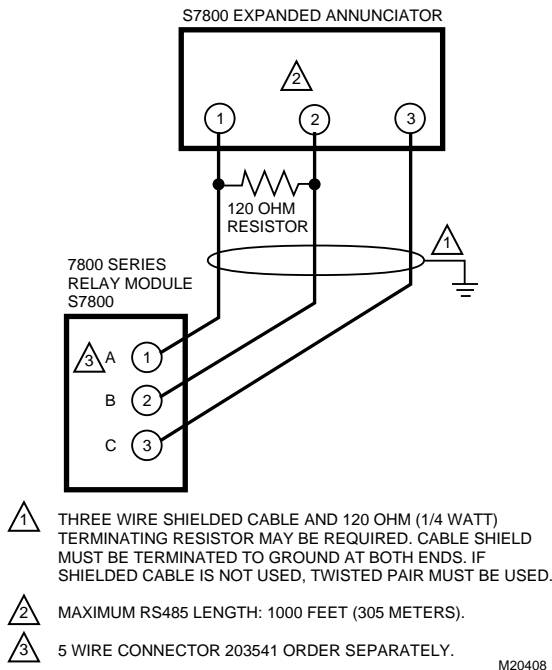 S7800 EXPANDED ANNUNCIATOR
2
1
2
3
120 OHM
RESISTOR
1
7800 SERIES
RELAY MODULE
S7800
3 A 1
B 2
C 3
1 THREE WIRE SHIELDED CABLE AND 120 OHM (1/4 WATT)
TERMINATING RESISTOR MAY BE REQUIRED. CABLE SHIELD
MUST BE TERMINATED TO GROUND AT BOTH ENDS. IF
SHIELDED CABLE IS NOT USED, TWISTED PAIR MUST BE USED.
2 MAXIMUM RS485 LENGTH: 1000 FEET (305 METERS).
3 5 WIRE CONNECTOR 203541 ORDER SEPARATELY.
M20408